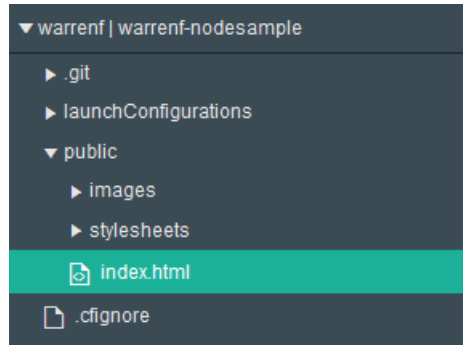 warrenf | warrenf-nodesample
.git
launchConfigurations
public
images
stylesheets
index.html
.cfignore